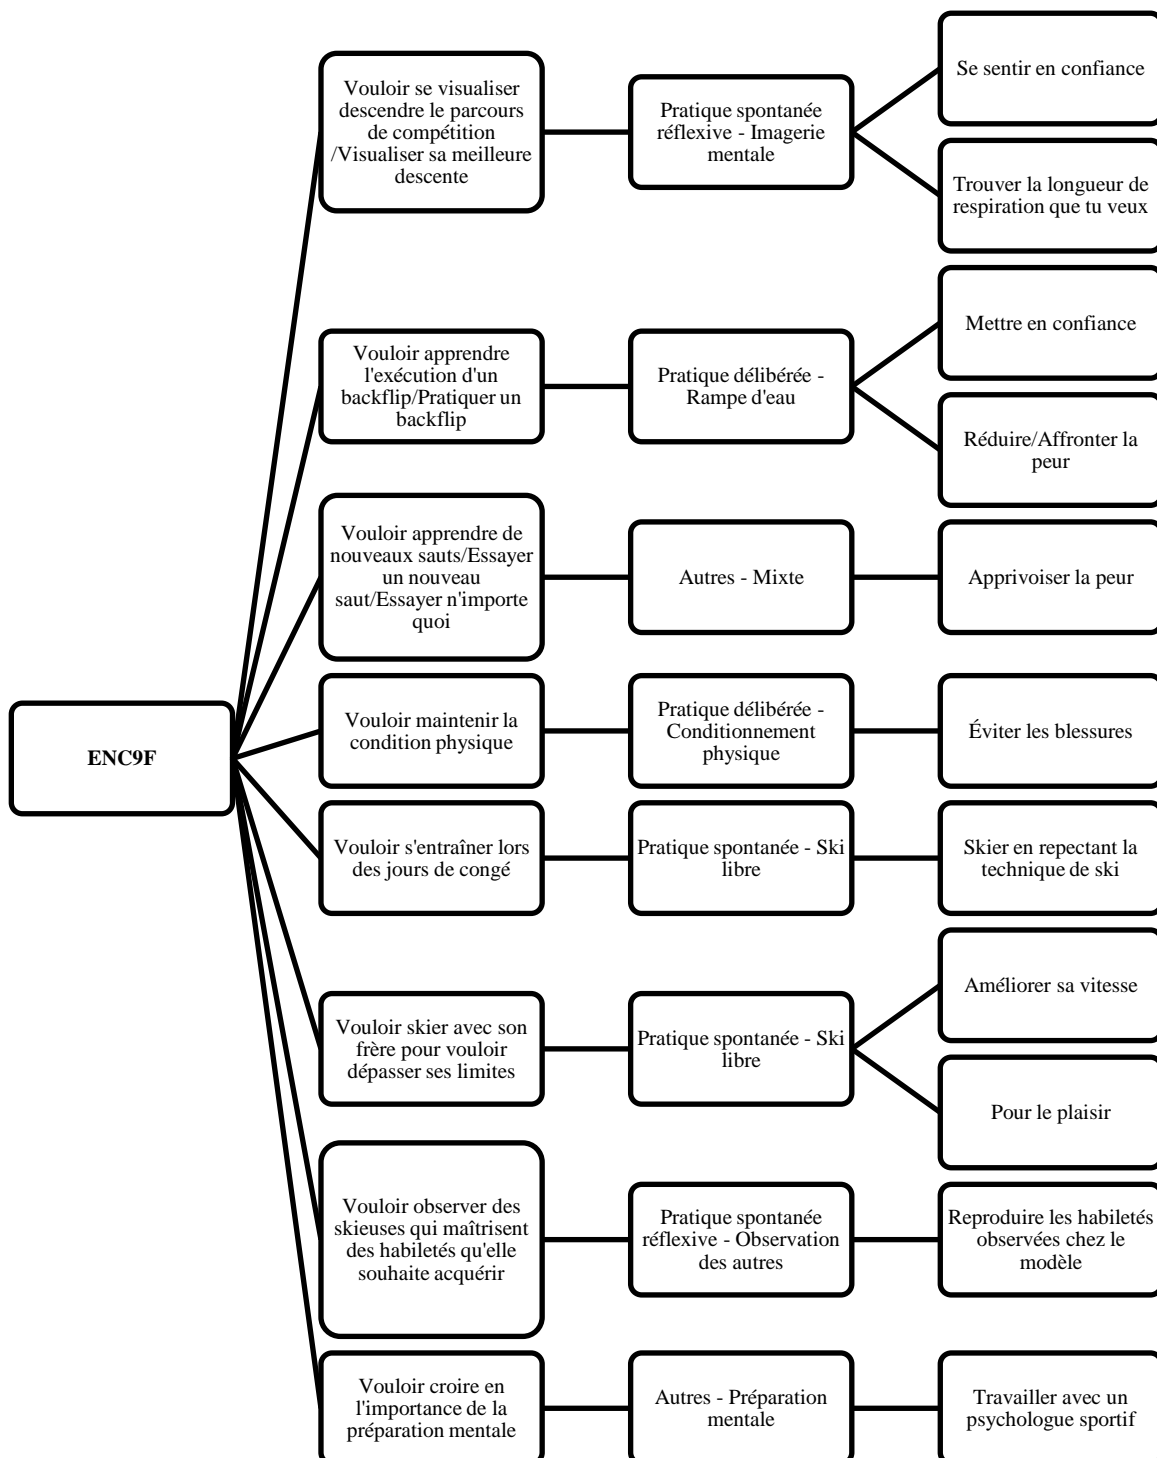 Vouloir se visualiser
descendre le parcours
de compétition
/Visualiser sa meilleure
descente
Pratique spontanée
réflexive - Imagerie
mentale
Se sentir en confiance
Trouver la longueur de
respiration que tu veux
Vouloir apprendre
l'exécution d'un
backflip/Pratiquer un
backflip
Pratique délibérée -
Rampe d'eau
Mettre en confiance
Réduire/Affronter la
peur
Vouloir apprendre de
nouveaux sauts/Essayer
un nouveau
saut/Essayer n'importe
quoi
Autres - Mixte
Apprivoiser la peur
ENC9F
Vouloir maintenir la
condition physique
Pratique délibérée -
Conditionnement
physique
Éviter les blessures
Vouloir s'entraîner lors
des jours de congé
Pratique spontanée - Ski
libre
Skier en repectant la
technique de ski
Vouloir skier avec son
frère pour vouloir
dépasser ses limites
Pratique spontanée - Ski
libre
Améliorer sa vitesse
Pour le plaisir
Vouloir observer des
skieuses qui maîtrisent
des habiletés qu'elle
souhaite acquérir
Pratique spontanée
réflexive - Observation
des autres
Reproduire les habiletés
observées chez le
modèle
Vouloir croire en
l'importance de la
préparation mentale
Autres - Préparation
mentale
Travailler avec un
psychologue sportif